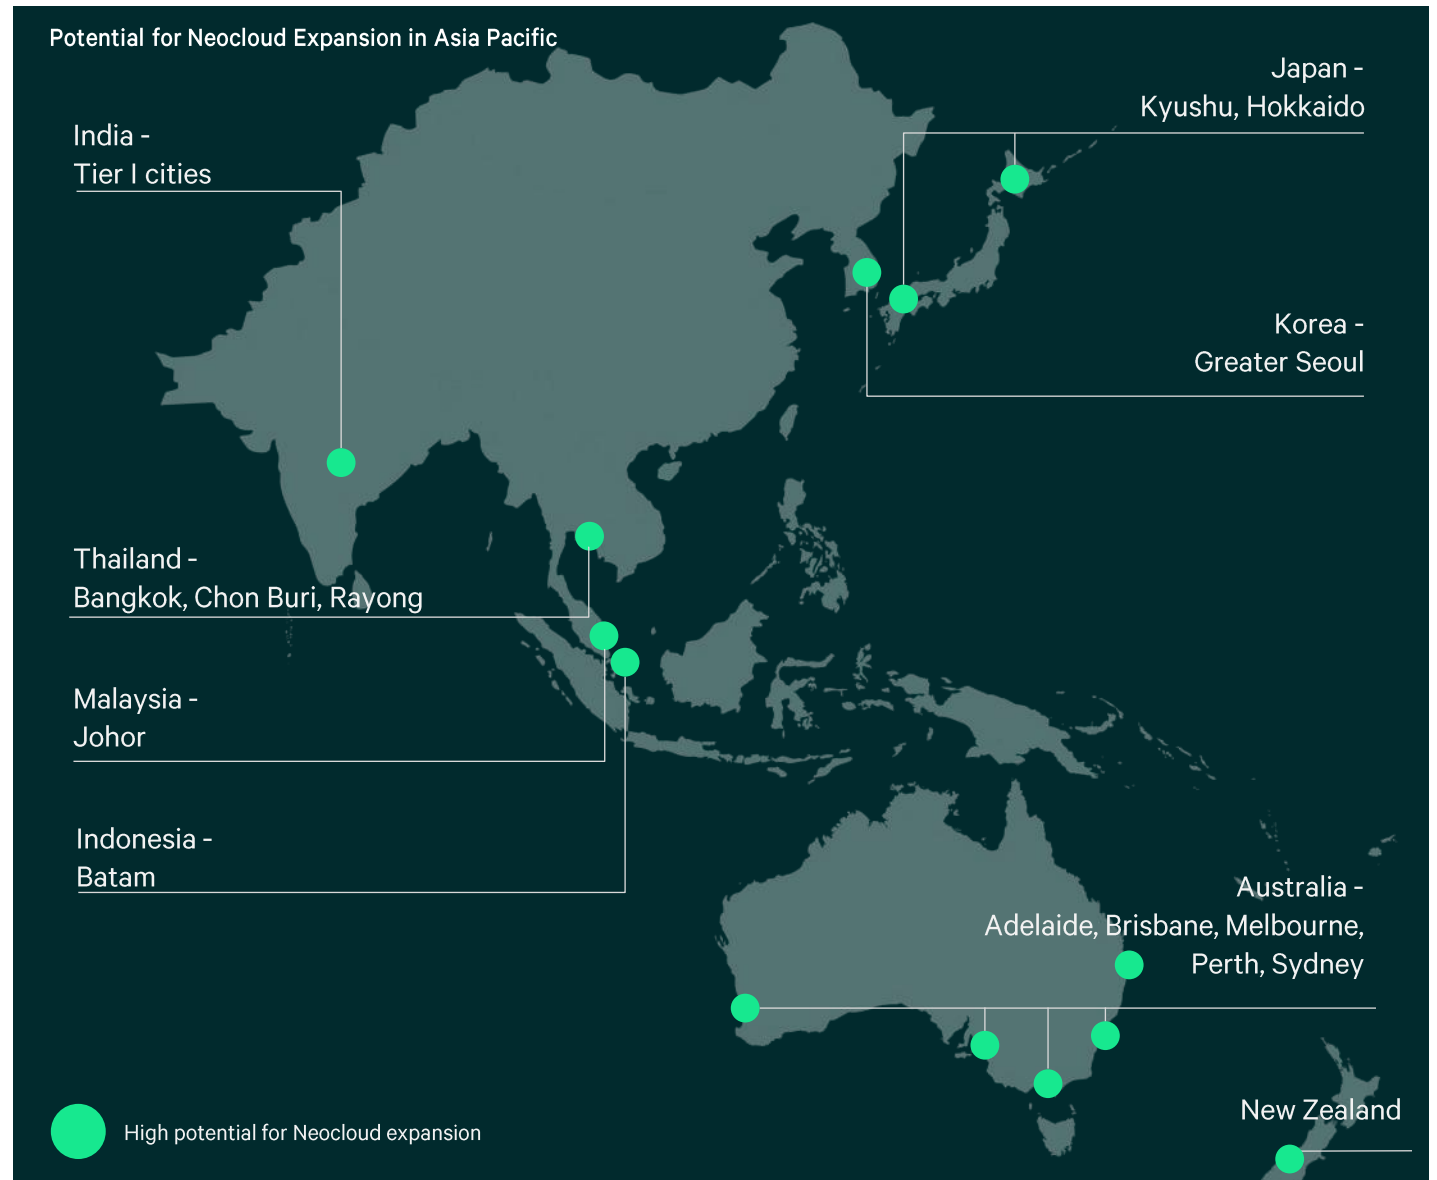 Potential for Neocloud Expansion in Asia Pacific
Japan -
Kyushu, Hokkaido
India -
Tier I cities
Korea -
Greater Seoul
Thailand -
Bangkok, Chon Buri, Rayong
Malaysia -
Johor
Indonesia -
Batam
Australia -
Adelaide, Brisbane, Melbourne,
Perth, Sydney
New Zealand
High potential for Neocloud expansion